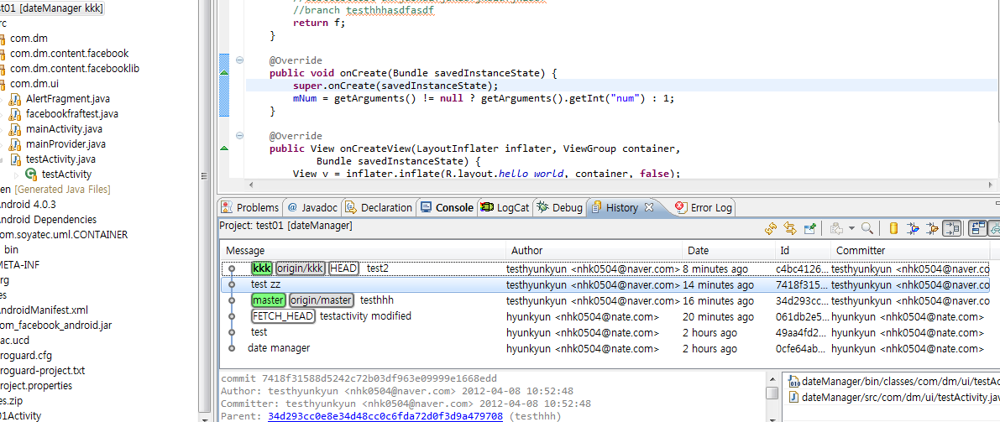 st01 [dateManager kkk]
rc
com.dm
com.dm.content.facebook
com.dm.content.facebooklib
com.dm.ui
AlertFragment.java
facebookfraftest.java
mainActivity.java
mainProvider.java
testActivity.java
testActivity
en [Generated Java Files]
Android 4.0.3
Android Dependencies
om.soyatec.uml.CONTAINER
bin
META-INF
rg
es
AndroidManifest.xml
om_facebook_android.jar
ac.ucd
roguard.cfg
roguard-project.txt
roject.properties
es.zip
01Activity
//branch testhhhasdfasdf
return f;
}
@Override
public void onCreate(Bundle savedInstanceState) {
super.onCreate(savedInstanceState);
mNum = getArguments() != null ? getArguments().getInt("num") : 1;
}
@Override
public View onCreateView(LayoutInflater inflater, ViewGroup container,
Bundle savedInstanceState) {
View v = inflater.inflate(R.layout.hello_world, container, false);
Problems @ Javadoc Declaration Console LogCat Debug History Error Log
Project: test01 [dateManager]
Message Author Date Id Committer
kkk origin/kkk HEAD test2 testhyunkyun <nhk0504@naver.com> 8 minutes ago c4bc4126... testhyunkyun <nhk0504@naver.co
test zz testhyunkyun <nhk0504@naver.com> 14 minutes ago 7418f315... testhyunkyun <nhk0504@naver.co
master origin/master testhhh testhyunkyun <nhk0504@naver.com> 16 minutes ago 34d293cc... testhyunkyun <nhk0504@naver.co
FETCH_HEAD testactivity modified hyunkyun <nhk0504@nate.com> 20 minutes ago 061db2e5... hyunkyun <nhk0504@nate.com>
test hyunkyun <nhk0504@nate.com> 2 hours ago 49aa4fd2... hyunkyun <nhk0504@nate.com>
date manager hyunkyun <nhk0504@nate.com> 2 hours ago 0cfe64ab... hyunkyun <nhk0504@nate.com>
commit 7418f31588d5242c72b03df963e09999e1668edd
Author: testhyunkyun <nhk0504@naver.com> 2012-04-08 10:52:48
Committer: testhyunkyun <nhk0504@naver.com> 2012-04-08 10:52:48
Parent: 34d293cc0e8e34d48cc0c6fda72d0f3d9a479708 (testhhh)
dateManager/bin/classes/com/dm/ui/testAc
dateManager/src/com/dm/ui/testActivity.java